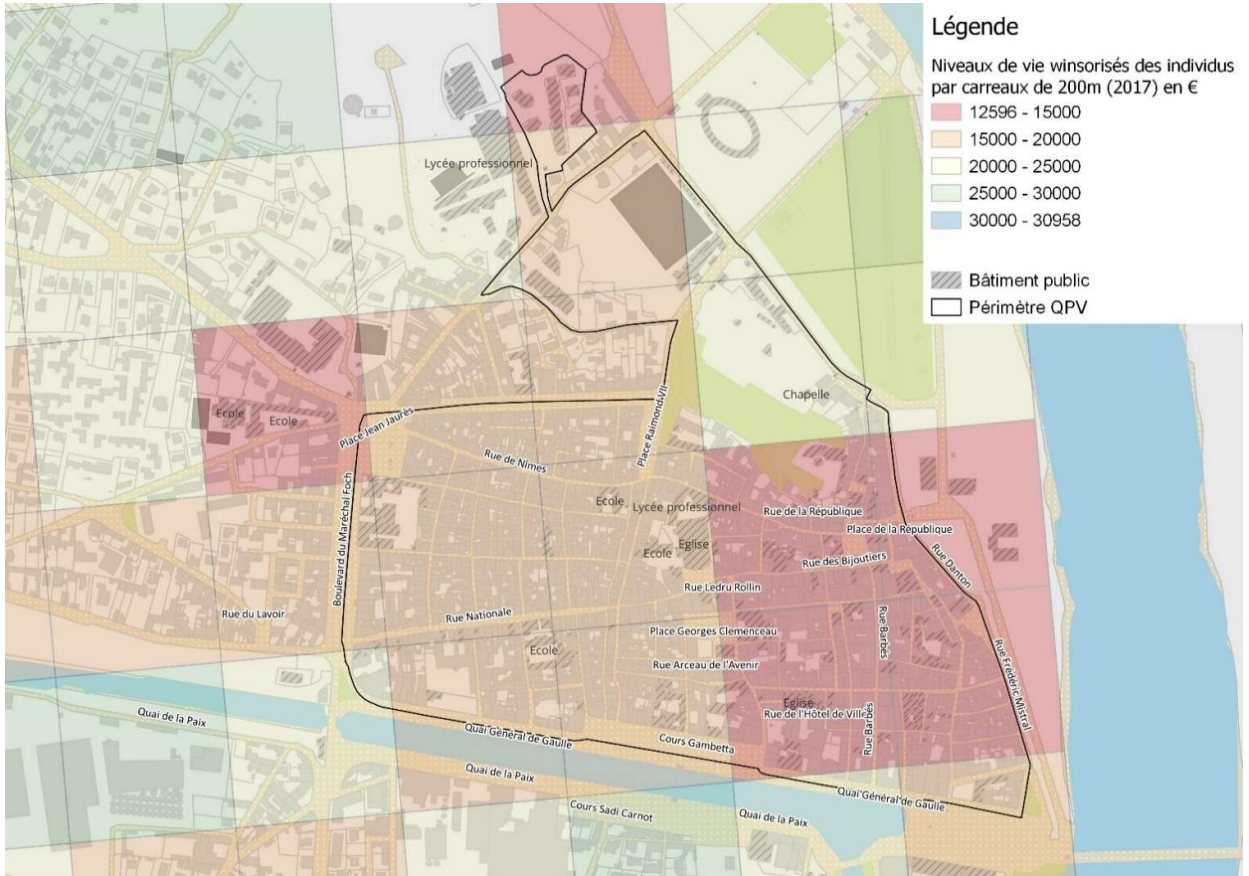 Légende
Niveaux de vie winsorisés des individus
par carreaux de 200m (2017) en €
12596 - 15000
15000 - 20000
20000 - 25000
25000 - 30000
30000 - 30958
Bâtiment public
Périmètre QPV
Lycée professionnel
Chapelle
Ecole
Ecole
Place Jean Jaurès
Place Raimond VII
Rue de Nîmes
Boulevard du Maréchal Foch
Ecole
Lycée professionnel
Rue de la République
Place de la République
Ecole
Eglise
Rue des Bijoutiers
Rue Danton
Rue Ledru Rollin
Rue du Lavoir
Rue Nationale
Place Georges Clemenceau
Rue Barbès
Ecole
Rue Arceau de l'Avenir
Rue Frédéric Mistral
Eglise
Rue de l'Hôtel de Ville
Rue Barbès
Quai de la Paix
Quai Général de Gaulle
Cours Gambetta
Quai de la Paix
Quai Général de Gaulle
Cours Sadi Carnot
Quai de la Paix